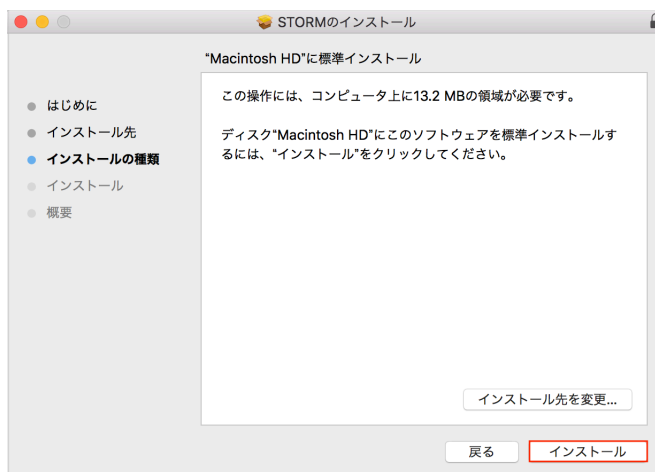 STORMのインストール
“Macintosh HD”に標準インストール
はじめに
インストール先
インストールの種類
インストール
概要
この操作には、コンピュータ上に13.2 MBの領域が必要です。
ディスク“Macintosh HD”にこのソフトウェアを標準インストールす
るには、“インストール”をクリックしてください。
インストール先を変更...
戻る
インストール